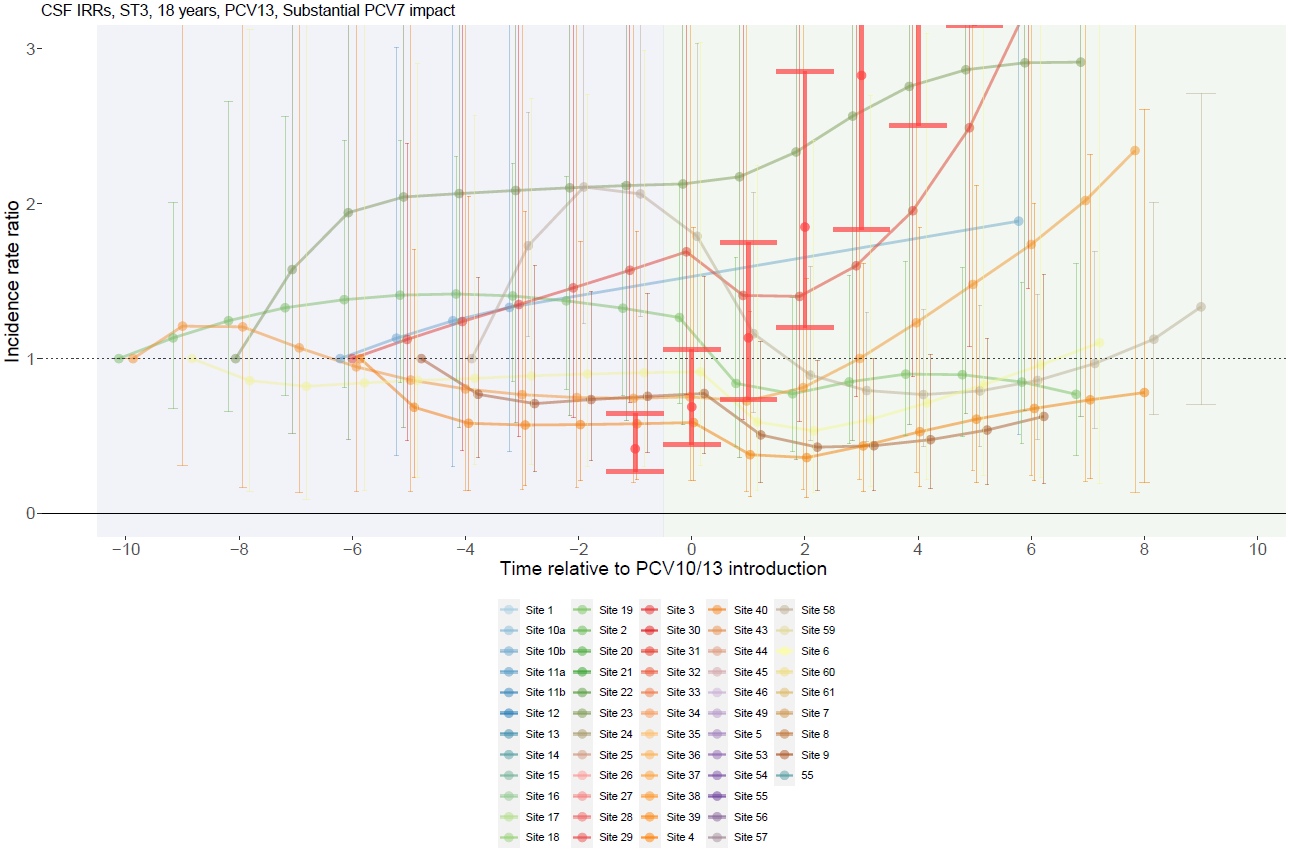 CSF IRRs, ST3, 18 years, PCV13, Substantial PCV7 impact
3
2
1
0
Incidence rate ratio
−10 −8 −6 −4 −2 0 2 4 6 8 10
Time relative to PCV10/13 introduction
Site 1 Site 19 Site 3 Site 40 Site 58
Site 10a Site 2 Site 30 Site 43 Site 59
Site 10b Site 20 Site 31 Site 44 Site 6
Site 11a Site 21 Site 32 Site 45 Site 60
Site 11b Site 22 Site 33 Site 46 Site 61
Site 12 Site 23 Site 34 Site 49 Site 7
Site 13 Site 24 Site 35 Site 5 Site 8
Site 14 Site 25 Site 36 Site 53 Site 9
Site 15 Site 26 Site 37 Site 54 55
Site 16 Site 27 Site 38 Site 55
Site 17 Site 28 Site 39 Site 56
Site 18 Site 29 Site 4 Site 57